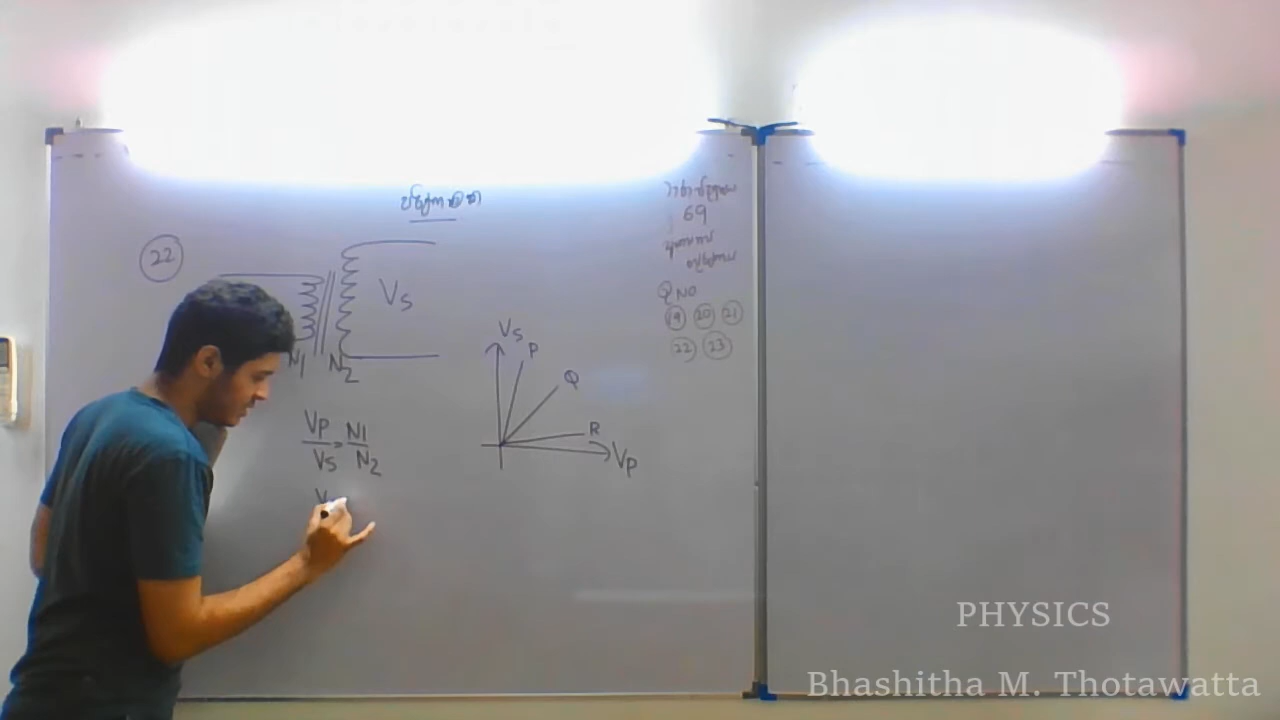 22
Vs
N1 N2
Vp/Vs = N1/N2
V
Vs
P
Q
R
Vp
69
Q NO
19 20 21
22 23
PHYSICS
Bhashitha M. Thotawatta